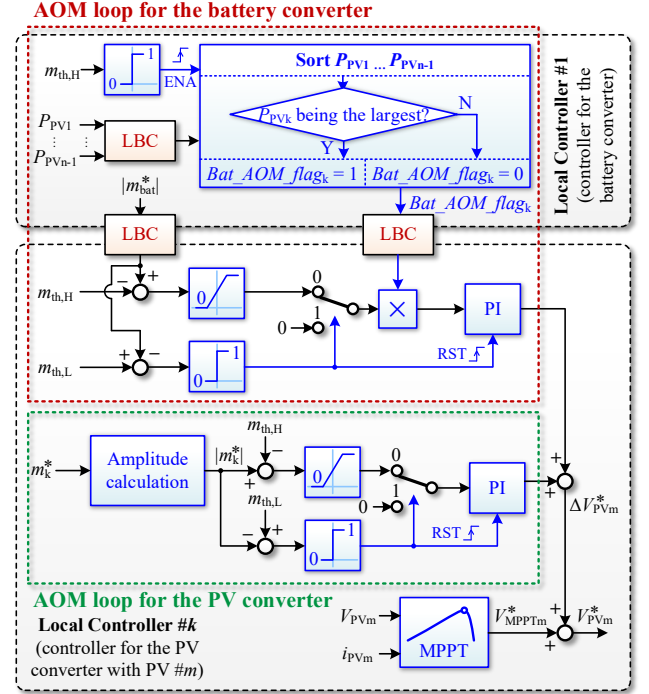 AOM loop for the battery converter
m_th,H
1
0
ENA
Sort P_PV1 ... P_PVn-1
P_PVk being the largest?
N
Y
P_PV1
P_PVn-1
LBC
Bat_AOM_flag_k = 1
Bat_AOM_flag_k = 0
Local Controller #1
(controller for the
battery converter)
|m*_bat|
Bat_AOM_flag_k
LBC
LBC
m_th,H
− +
0
0
1
0
×
PI
m_th,L
+ −
0
1
RST
m_th,H
m*_k
Amplitude
calculation
|m*_k|
−
+
0
0
1
0
PI
+
+
ΔV*_PVm
m_th,L
− +
0
1
RST
AOM loop for the PV converter
Local Controller #k
(controller for the PV
converter with PV #m)
V_PVm
i_PVm
MPPT
V*_MPPTm
+
+
V*_PVm